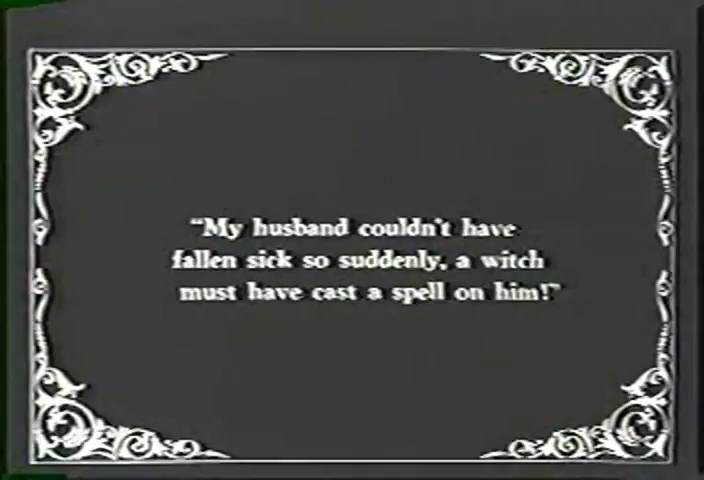 “My husband couldn't have
fallen sick so suddenly, a witch
must have cast a spell on him!”